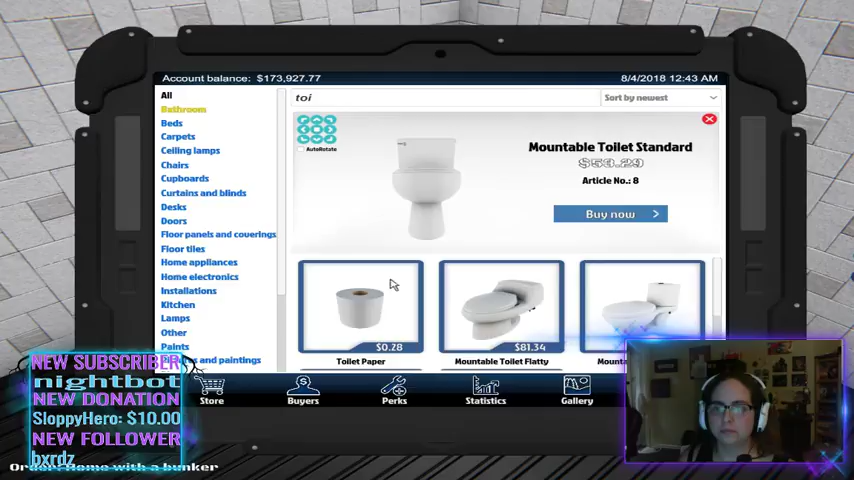 Account balance: $173,927.77
8/4/2018 12:43 AM
All
Bathroom
Beds
Carpets
Ceiling lamps
Chairs
Cupboards
Curtains and blinds
Desks
Doors
Floor panels and coverings
Floor tiles
Home appliances
Home electronics
Installations
Kitchen
Lamps
Other
Paints
toi
Sort by newest
AutoRotate
Mountable Toilet Standard
$53.29
Article No.: 8
Buy now
$0.28
Toilet Paper
$81.34
Mountable Toilet Flatty
and paintings
Store
Buyers
Perks
Statistics
Gallery
NEW SUBSCRIBER
nightbot
NEW DONATION
SloppyHero: $10.00
NEW FOLLOWER
bxrdz
Order: Home with a bunker